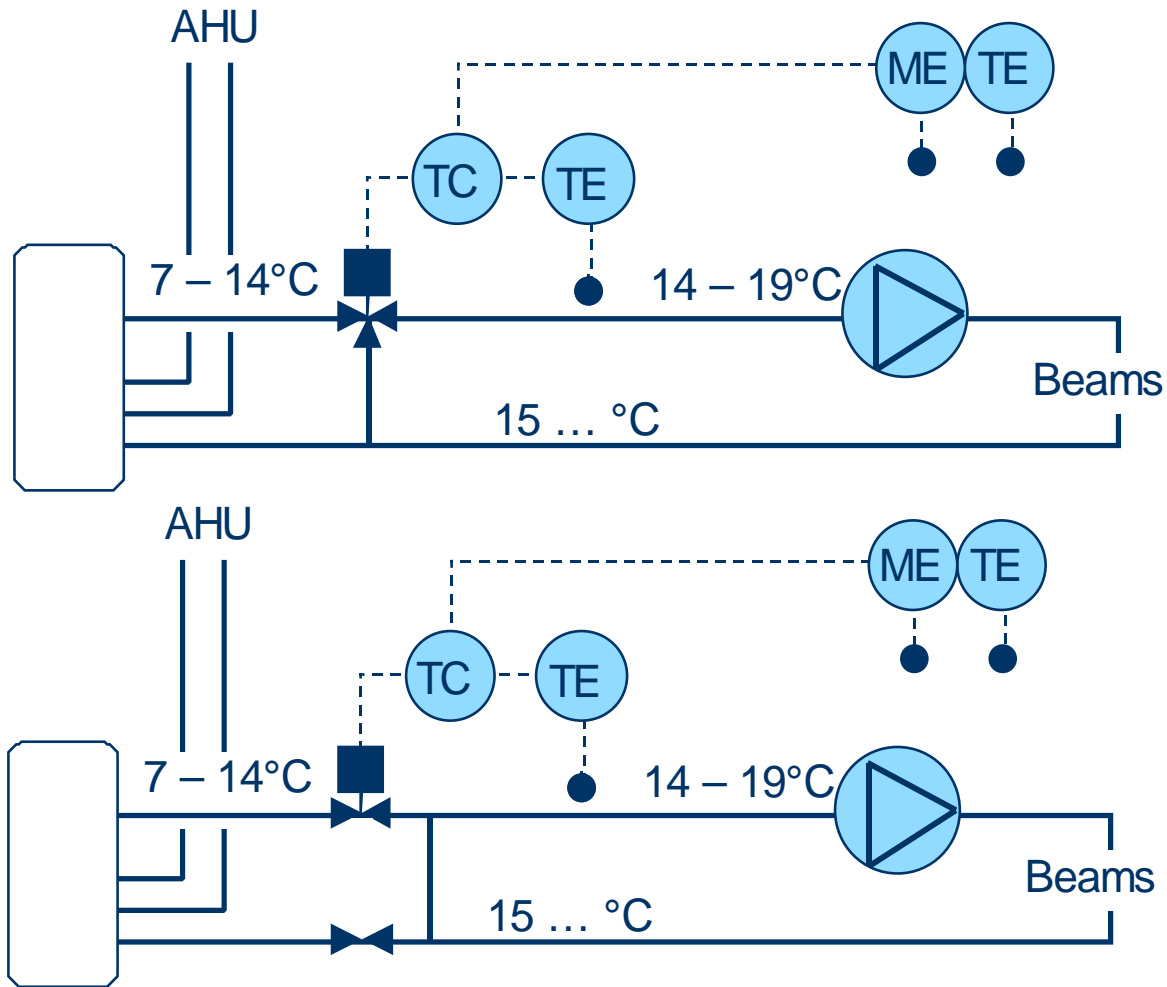 AHU
ME TE
TC TE
7 – 14°C
14 – 19°C
Beams
15 … °C
AHU
ME TE
TC TE
7 – 14°C
14 – 19°C
Beams
15 … °C